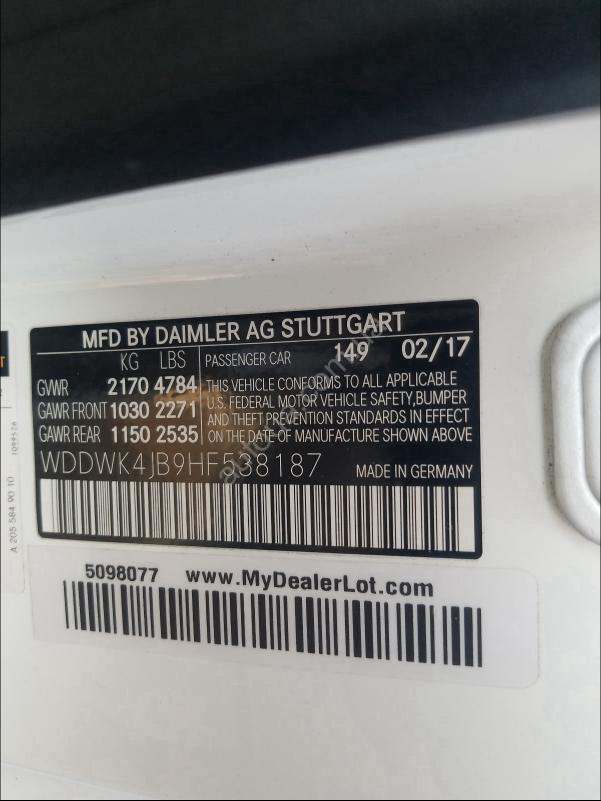 MFD BY DAIMLER AG STUTTGART
KG LBS PASSENGER CAR 149 02/17
GVWR 2170 4784 THIS VEHICLE CONFORMS TO ALL APPLICABLE
GAWR FRONT 1030 2271 U.S. FEDERAL MOTOR VEHICLE SAFETY, BUMPER
AND THEFT PREVENTION STANDARDS IN EFFECT
GAWR REAR 1150 2535 ON THE DATE OF MANUFACTURE SHOWN ABOVE
WDDWK4JB9HF538187 MADE IN GERMANY
5098077 www.MyDealerLot.com
A 205 584 90 10